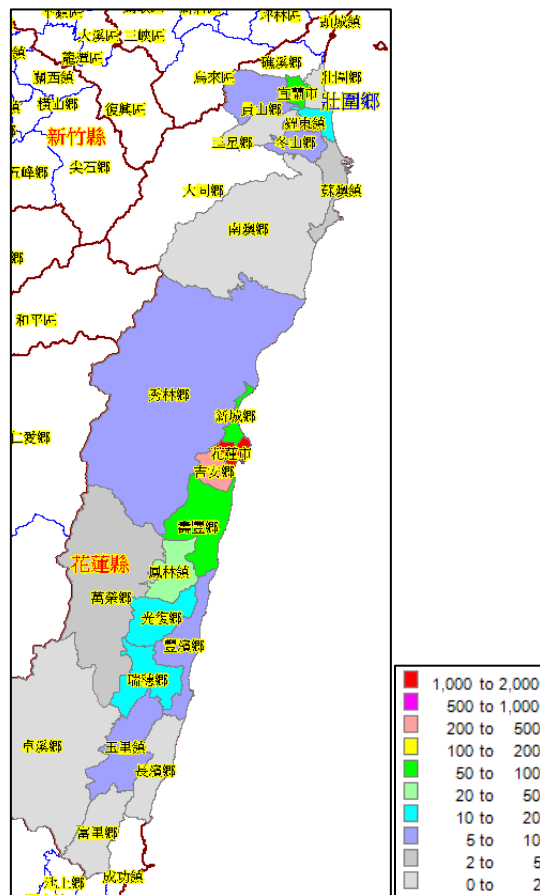 坪林區
頭城鎮
大溪區
三峽區
龍潭區
烏來區
礁溪鄉
壯圍鄉
關西鎮
宜蘭市
壯圍鄉
橫山鄉
復興區
員山鄉
羅東鎮
新竹縣
三星鄉
冬山鄉
五峰鄉
尖石鄉
大同鄉
蘇澳鎮
南澳鄉
鄉
和平區
秀林鄉
新城鄉
仁愛鄉
花蓮市
吉安鄉
壽豐鄉
花蓮縣
鳳林鎮
萬榮鄉
光復鄉
豐濱鄉
瑞穗鄉
卓溪鄉
玉里鎮
長濱鄉
富里鄉
成功鎮
池上鄉
1,000 to 2,000
500 to 1,000
200 to 500
100 to 200
50 to 100
20 to 50
10 to 20
5 to 10
2 to 5
0 to 2